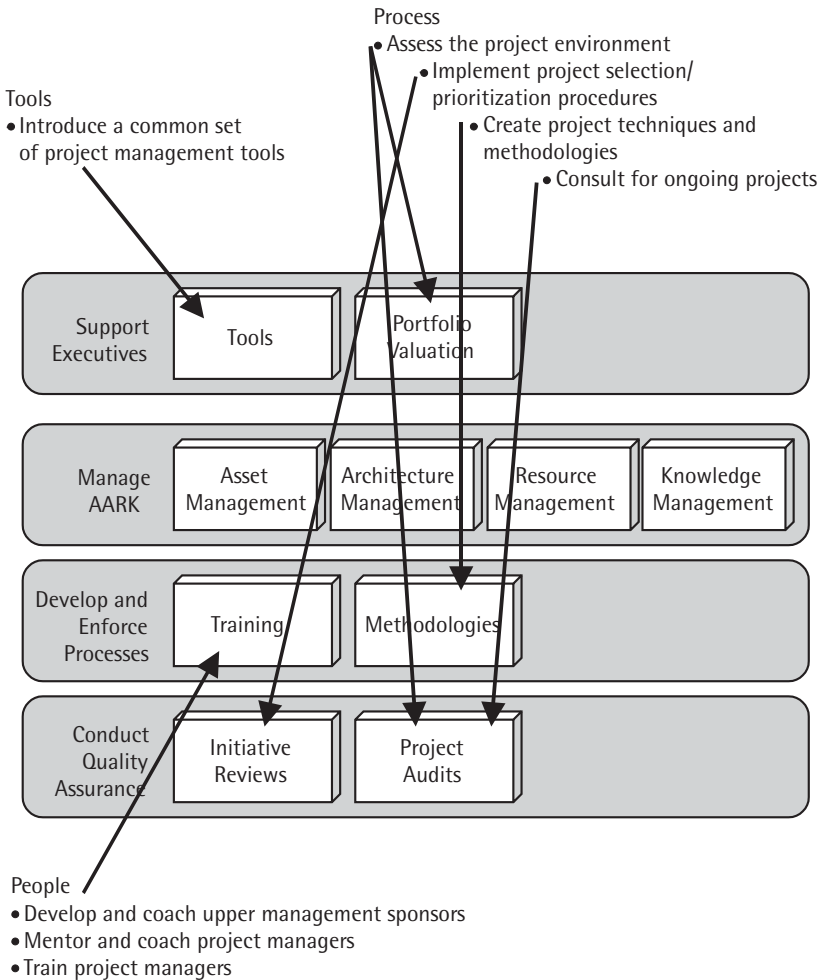 Process
• Assess the project environment
• Implement project selection/
prioritization procedures
• Create project techniques and
methodologies
• Consult for ongoing projects
Tools
• Introduce a common set
of project management tools
Support
Executives
Tools
Portfolio
Valuation
Manage
AARK
Asset
Management
Architecture
Management
Resource
Management
Knowledge
Management
Develop and
Enforce
Processes
Training
Methodologies
Conduct
Quality
Assurance
Initiative
Reviews
Project
Audits
People
• Develop and coach upper management sponsors
• Mentor and coach project managers
• Train project managers